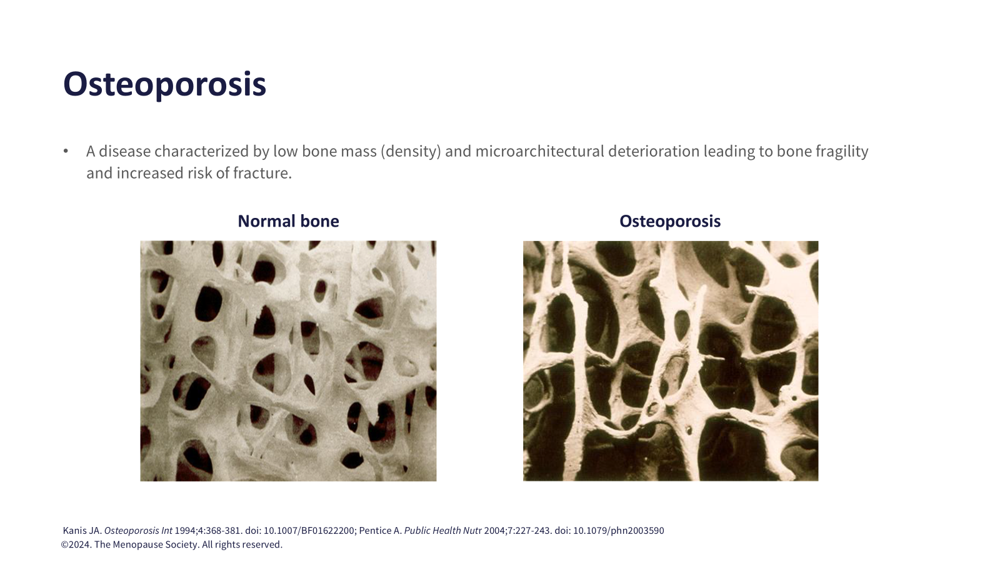 Osteoporosis
• A disease characterized by low bone mass (density) and microarchitectural deterioration leading to bone fragility
and increased risk of fracture.
Normal bone
Osteoporosis
Kanis JA. Osteoporosis Int 1994;4:368-381. doi: 10.1007/BF01622200; Pentice A. Public Health Nutr 2004;7:227-243. doi: 10.1079/phn2003590
©2024. The Menopause Society. All rights reserved.